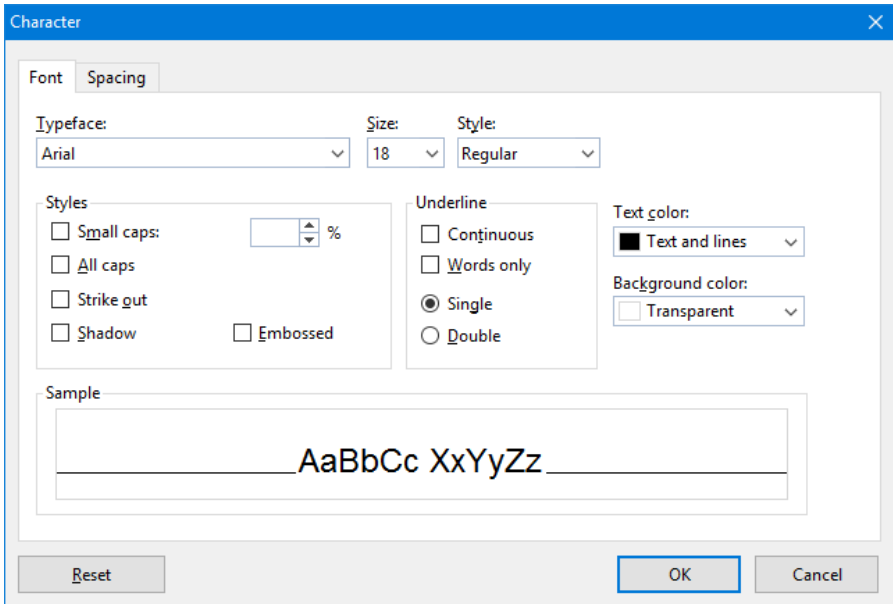 Character
Font Spacing
Typeface: Size: Style:
Arial 18 Regular
Styles Underline
Small caps: % Continuous
All caps Words only
Strike out Single
Shadow Embossed Double
Text color:
Text and lines
Background color:
Transparent
Sample
AaBbCc XxYyZz
Reset OK Cancel